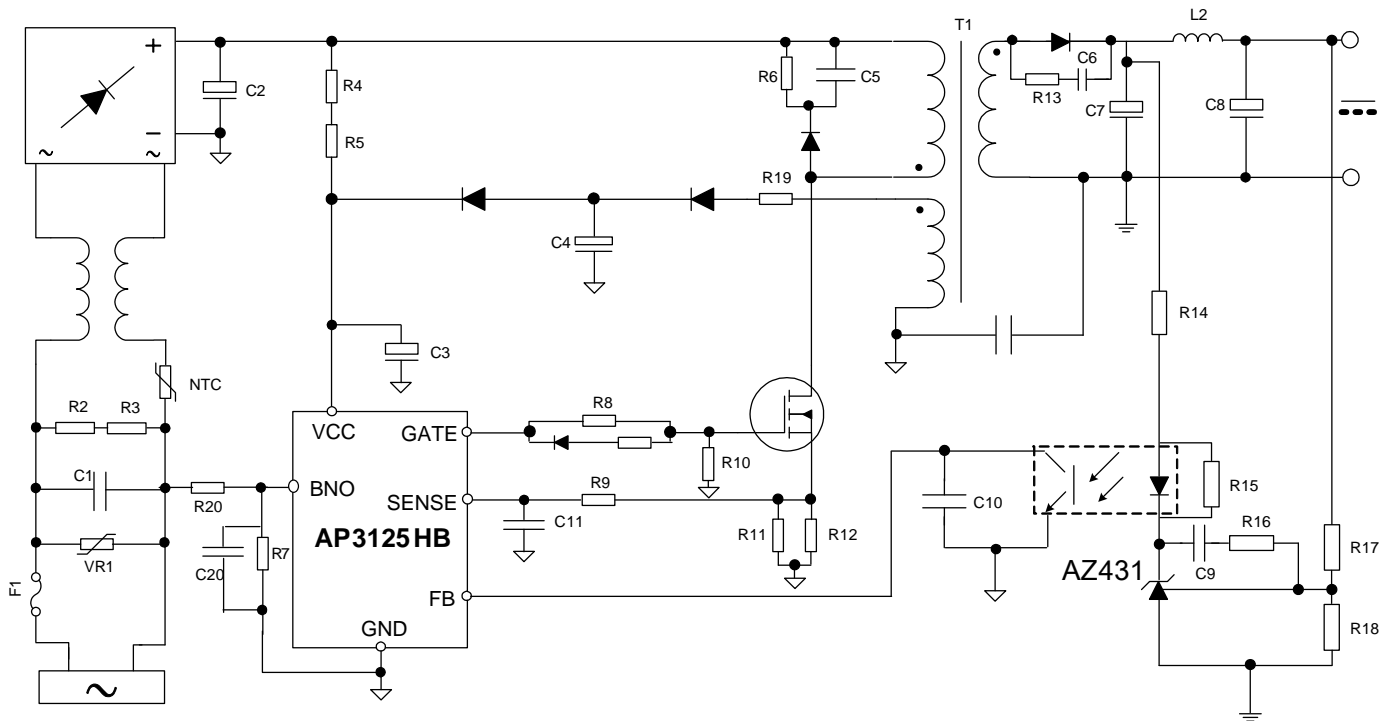 T1
L2
+
C2
R4
R6
C5
C6
R13
C7
C8
−
~
~
R5
R19
C4
R14
C3
NTC
R2
R3
VCC
GATE
R8
R10
C1
BNO
R20
SENSE
R9
C11
R11
R12
C10
R15
R16
C9
R17
AP3125HB
VR1
C20
R7
F1
FB
AZ431
GND
R18
~